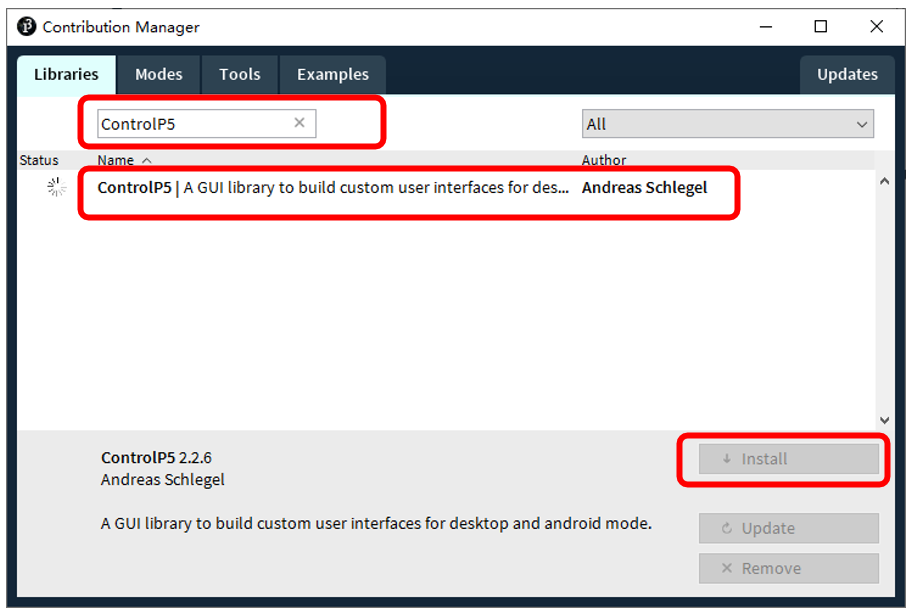 Contribution Manager
Libraries Modes Tools Examples Updates
ControlP5 All
Status Name Author
ControlP5 | A GUI library to build custom user interfaces for des... Andreas Schlegel
ControlP5 2.2.6
Andreas Schlegel
Install
A GUI library to build custom user interfaces for desktop and android mode.
Update
Remove